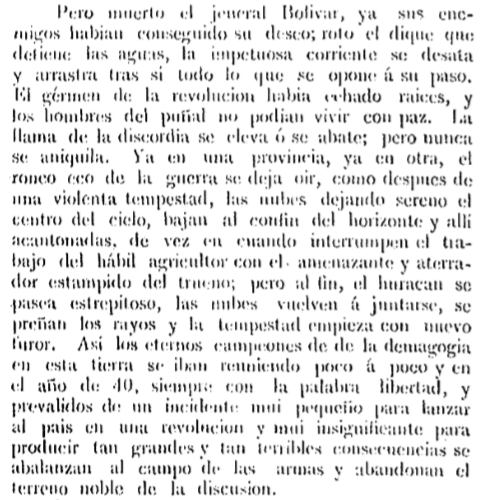 Pero muerto el jeneral Bolivar, ya sus ene-
migos habian conseguido su deseo; roto el dique que
defiene las aguas, la impetuosa corriente se desata
y arrastra tras si todo lo que se opone á su paso.
El gérmen de la revolucion habia echado raices, y
los hombres del puñal no podian vivir con paz. La
llama de la discordia se eleva ó se abate; pero nunca
se aniquila. Ya en una provincia, ya en otra, el
ronco eco de la guerra se deja oir, como despues de
una violenta tempestad, las nubes dejando sereno el
centro del cielo, bajan al confin del horizonte y alli
acantonadas, de vez en cuando interrumpen el tra-
bajo del hábil agricultor con el amenazante y aterra-
dor estampido del trueno; pero al fin, el huracan se
pasea estrepitoso, las nubes vuelven á juntarse, se
preñan los rayos y la tempestad empieza con nuevo
furor. Asi los eternos campeones de de la demagogia
en esta tierra se iban reuniendo poco á poco y en
el año de 40, siempre con la palabra libertad, y
prevalidos de un incidente mui pequeño para lanzar
al pais en una revolucion y mui insignificante para
producir tan grandes y tan terribles consecuencias se
abalanzan al campo de las armas y abandonan el
terreno noble de la discusion.